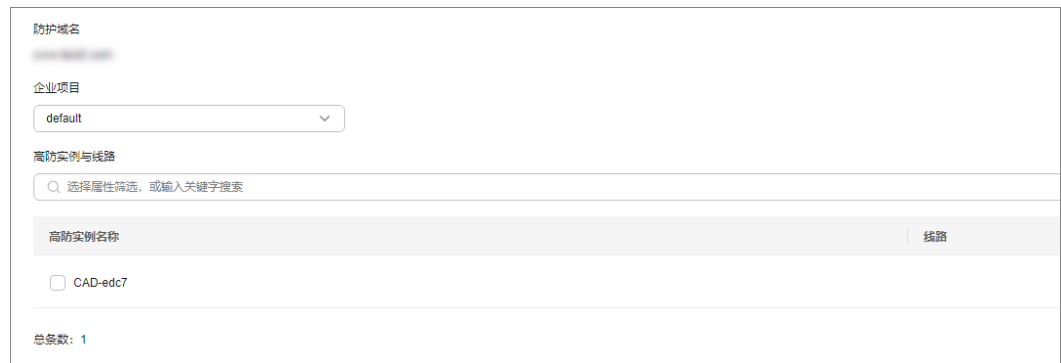 防护域名
企业项目
default
高防实例与线路
选择属性筛选，或输入关键字搜索
高防实例名称 线路
CAD-edc7
总条数：1